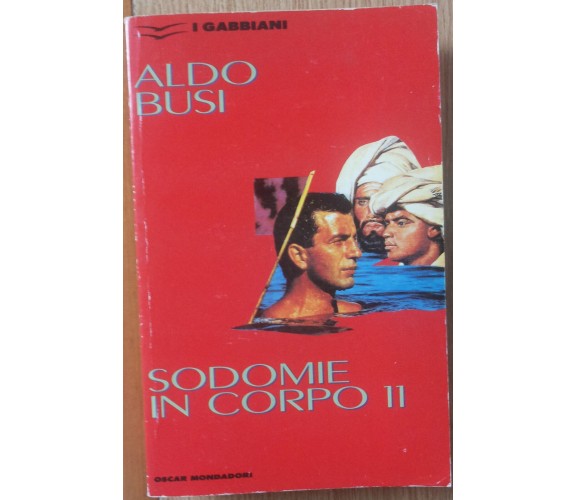 I GABBIANI
ALDO
BUSI
SODOMIE
IN CORPO 11
OSCAR MONDADORI